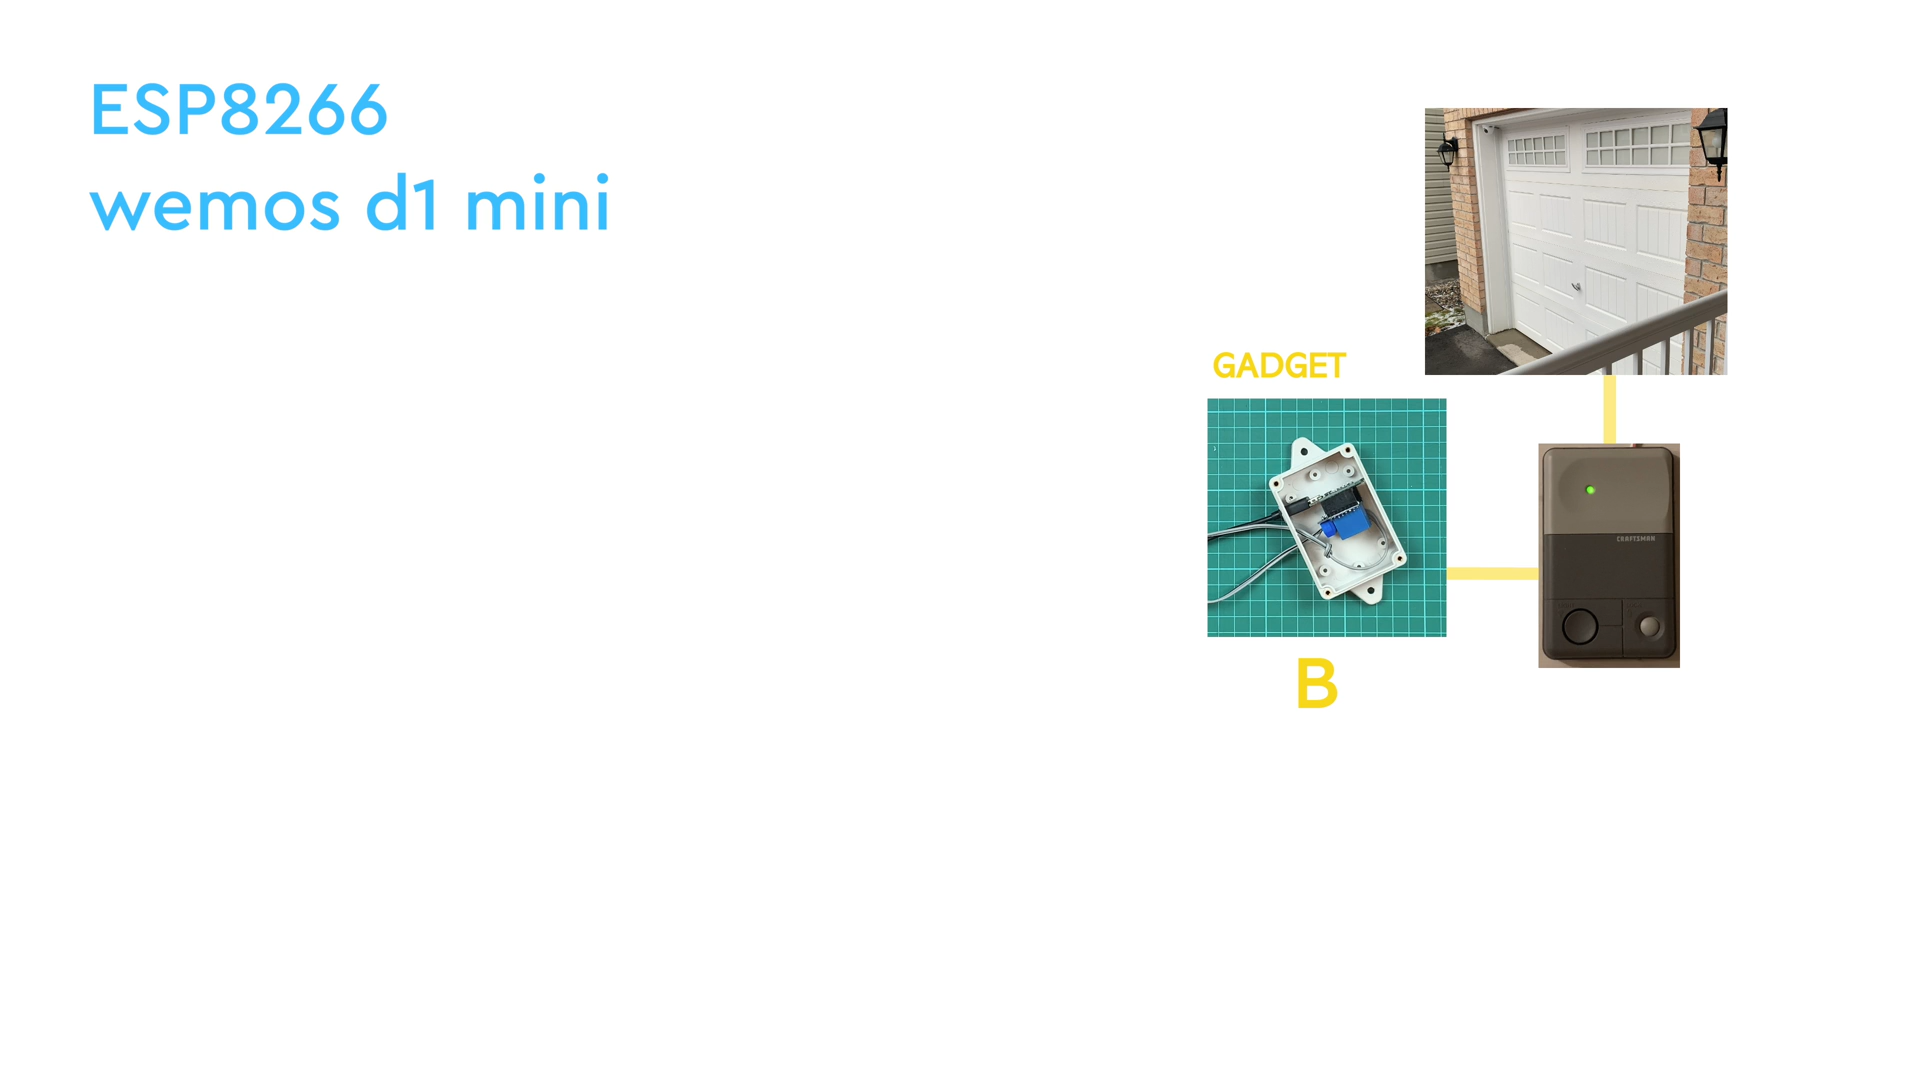 ESP8266
wemos d1 mini
GADGET
CRAFTSMAN
B